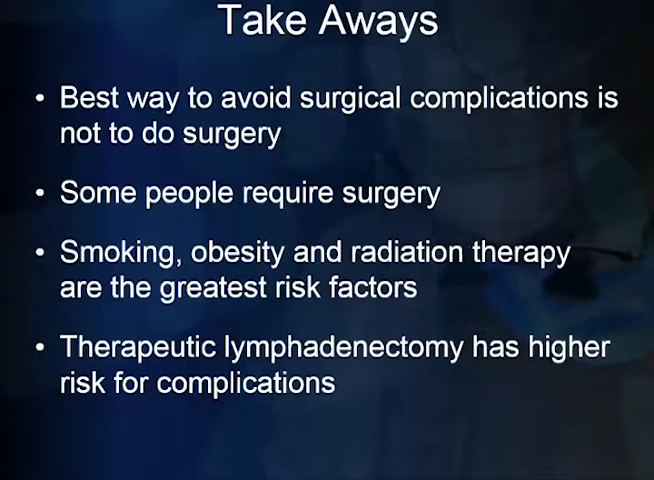 Take Aways
• Best way to avoid surgical complications is
not to do surgery
• Some people require surgery
• Smoking, obesity and radiation therapy
are the greatest risk factors
• Therapeutic lymphadenectomy has higher
risk for complications